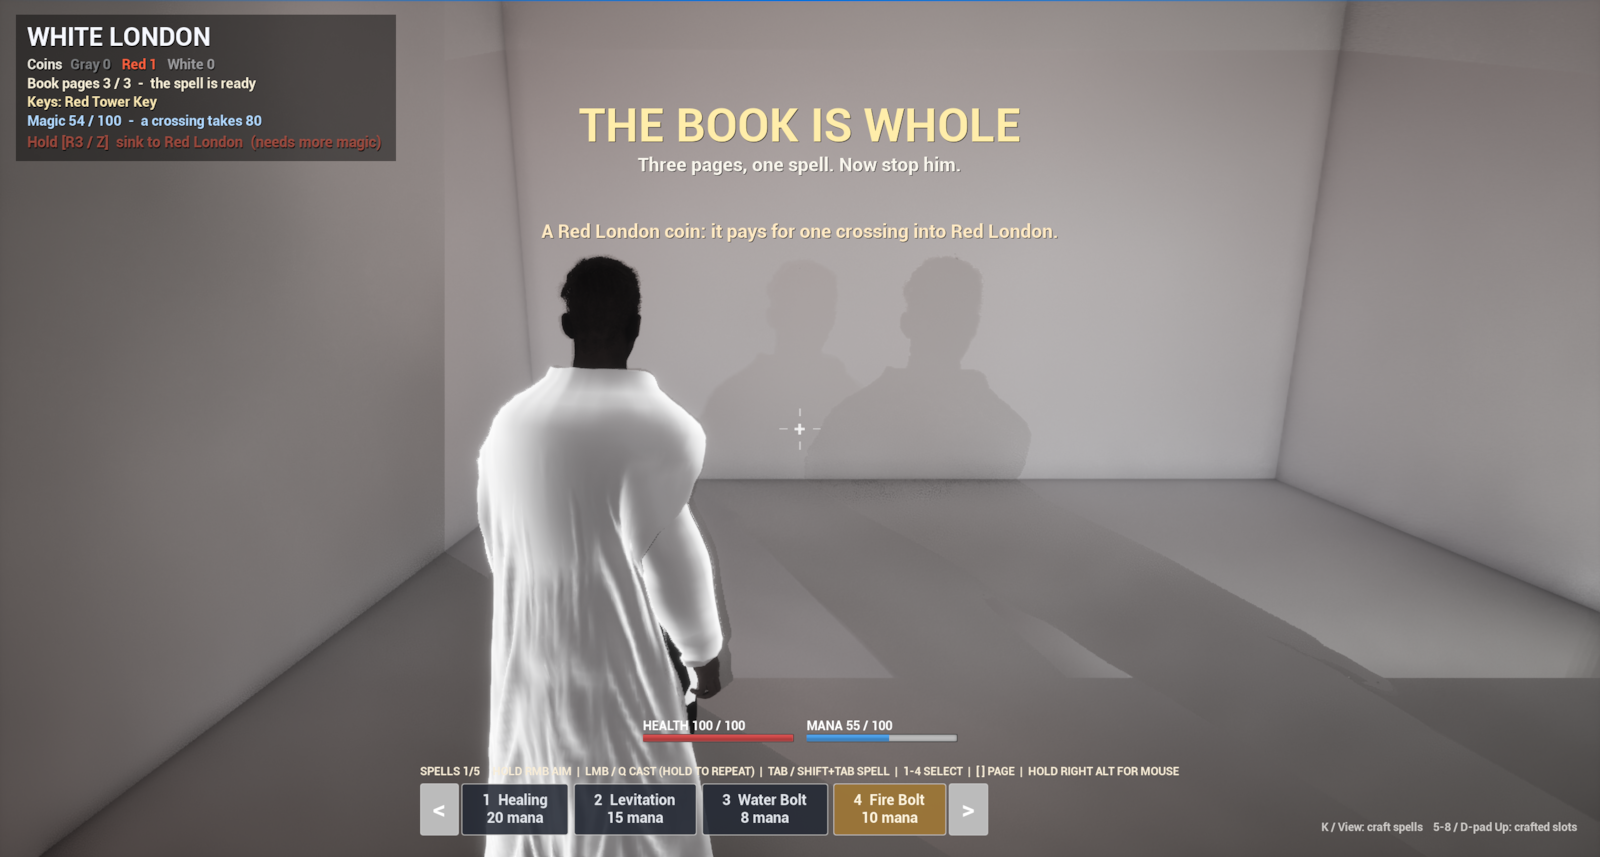 WHITE LONDON
Coins Gray 0 Red 1 White 0
Book pages 3 / 3 - the spell is ready
Keys: Red Tower Key
Magic 54 / 100 - a crossing takes 80
Hold [R3 / Z] sink to Red London (needs more magic)
THE BOOK IS WHOLE
Three pages, one spell. Now stop him.
A Red London coin: it pays for one crossing into Red London.
HEALTH 100 / 100 MANA 55 / 100
SPELLS 1/5 HOLD RMB AIM | LMB / Q CAST (HOLD TO REPEAT) | TAB / SHIFT+TAB SPELL | 1-4 SELECT | [ ] PAGE | HOLD RIGHT ALT FOR MOUSE
< 1 Healing 2 Levitation 3 Water Bolt 4 Fire Bolt >
20 mana 15 mana 8 mana 10 mana
K / View: craft spells 5-8 / D-pad Up: crafted slots